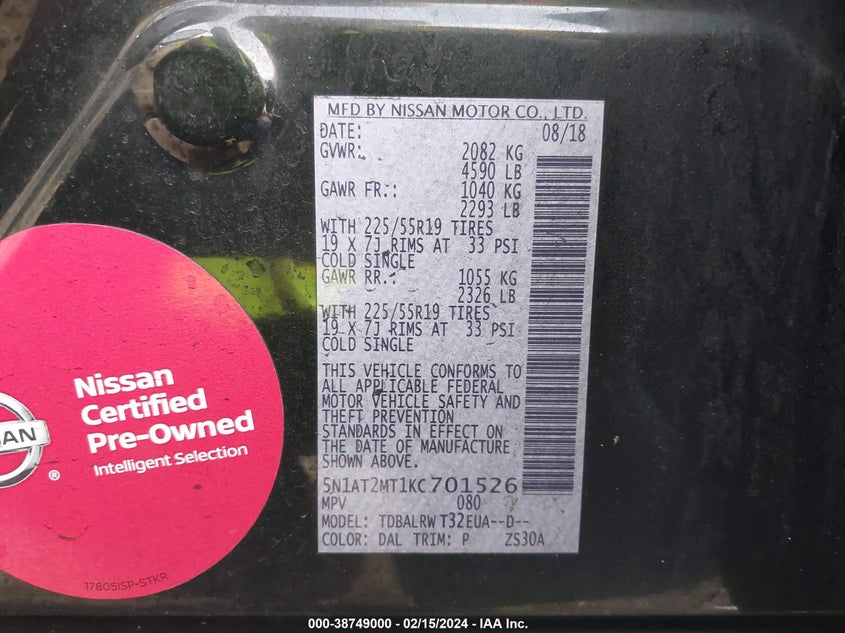 MFD BY NISSAN MOTOR CO., LTD.
DATE: 08/18
GVWR: 2082 KG
4590 LB
GAWR FR.: 1040 KG
2293 LB
WITH 225/55R19 TIRES
19 X 7J RIMS AT 33 PSI
COLD SINGLE
GAWR RR.: 1055 KG
2326 LB
WITH 225/55R19 TIRES
19 X 7J RIMS AT 33 PSI
COLD SINGLE
THIS VEHICLE CONFORMS TO
ALL APPLICABLE FEDERAL
MOTOR VEHICLE SAFETY AND
THEFT PREVENTION
STANDARDS IN EFFECT ON
THE DATE OF MANUFACTURE
SHOWN ABOVE.
5N1AT2MT1KC701526
MPV 080
MODEL: TDBALRW T32EUA--D--
COLOR: DAL TRIM: P ZS30A
SAN
®
Nissan
Certified
Pre-Owned
Intelligent Selection
17805ISP-STKR
000-38749000 - 02/15/2024 - IAA Inc.